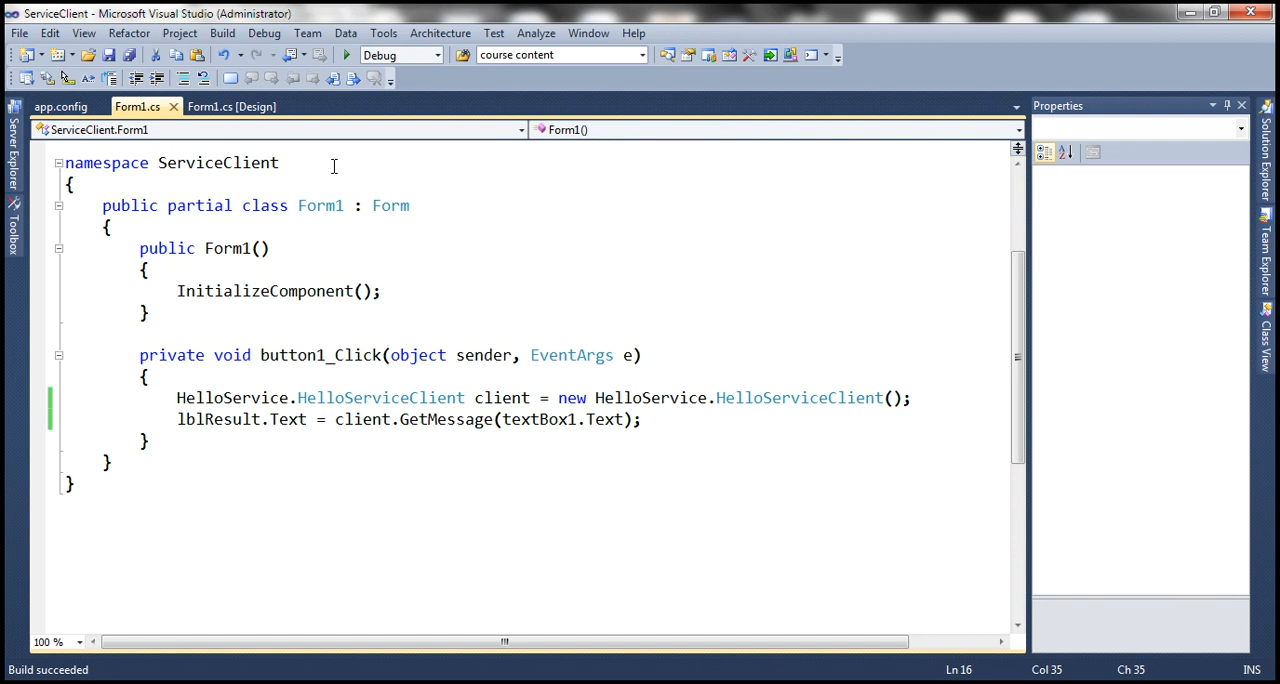 ServiceClient - Microsoft Visual Studio (Administrator)
File Edit View Refactor Project Build Debug Team Data Tools Architecture Test Analyze Window Help
Debug course content
app.config Form1.cs Form1.cs [Design]
Properties
ServiceClient.Form1 Form1()
Server Explorer
Toolbox
namespace ServiceClient
{
public partial class Form1 : Form
{
public Form1()
{
InitializeComponent();
}
private void button1_Click(object sender, EventArgs e)
{
HelloService.HelloServiceClient client = new HelloService.HelloServiceClient();
lblResult.Text = client.GetMessage(textBox1.Text);
}
}
}
Solution Explorer
Team Explorer
Class View
100 %
Build succeeded Ln 16 Col 35 Ch 35 INS